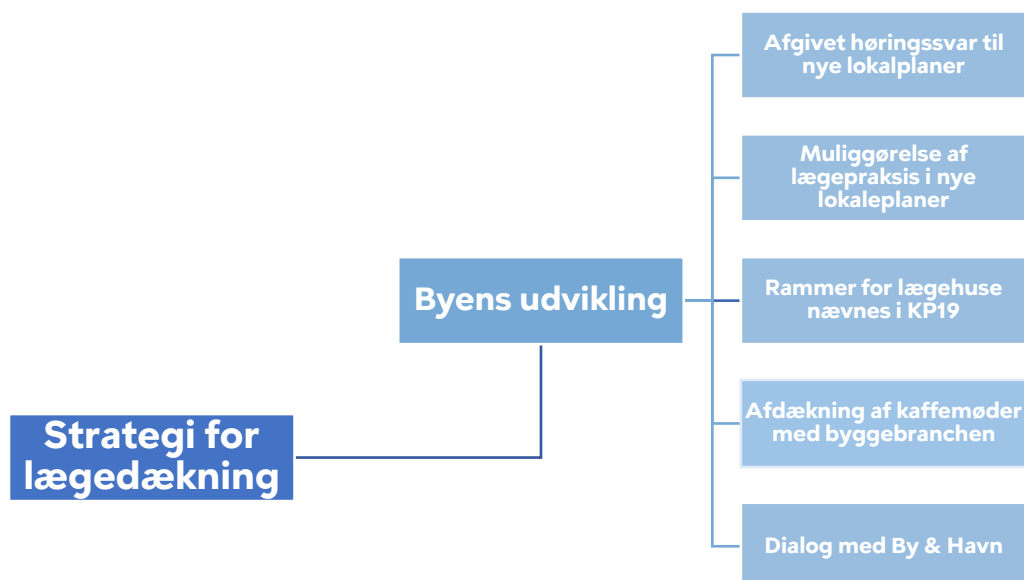 Strategi for
lægedækning
Byens udvikling
Afgivet høringssvar til
nye lokalplaner
Muliggørelse af
lægepraksis i nye
lokaleplaner
Rammer for lægehuse
nævnes i KP19
Afdækning af kaffemøder
med byggebranchen
Dialog med By & Havn